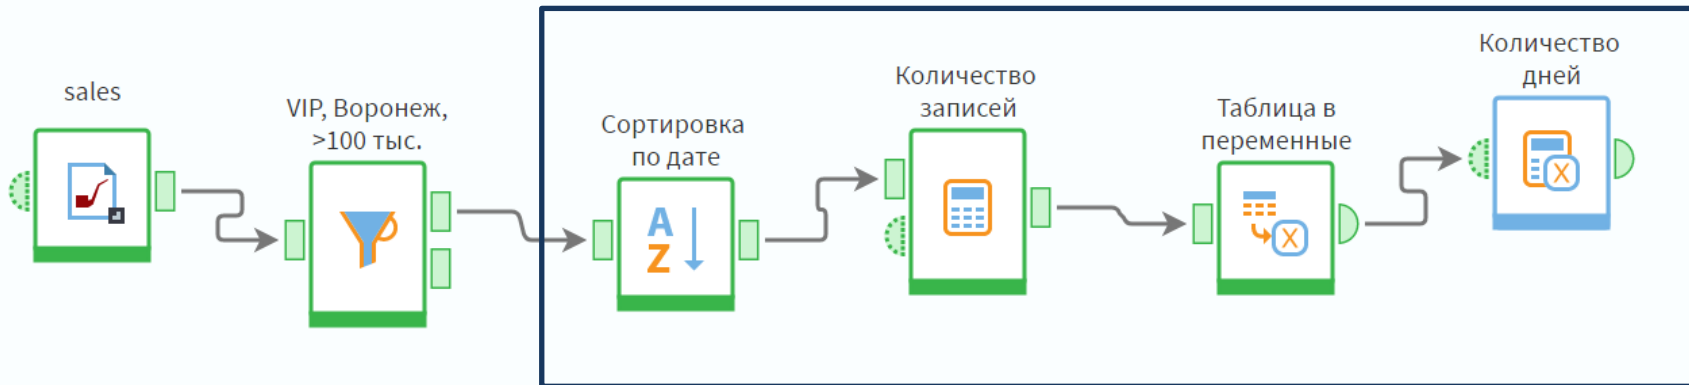 sales
VIP, Воронеж,
>100 тыс.
Сортировка
по дате
A
Z
Количество
записей
Таблица в
переменные
X
Количество
дней
X